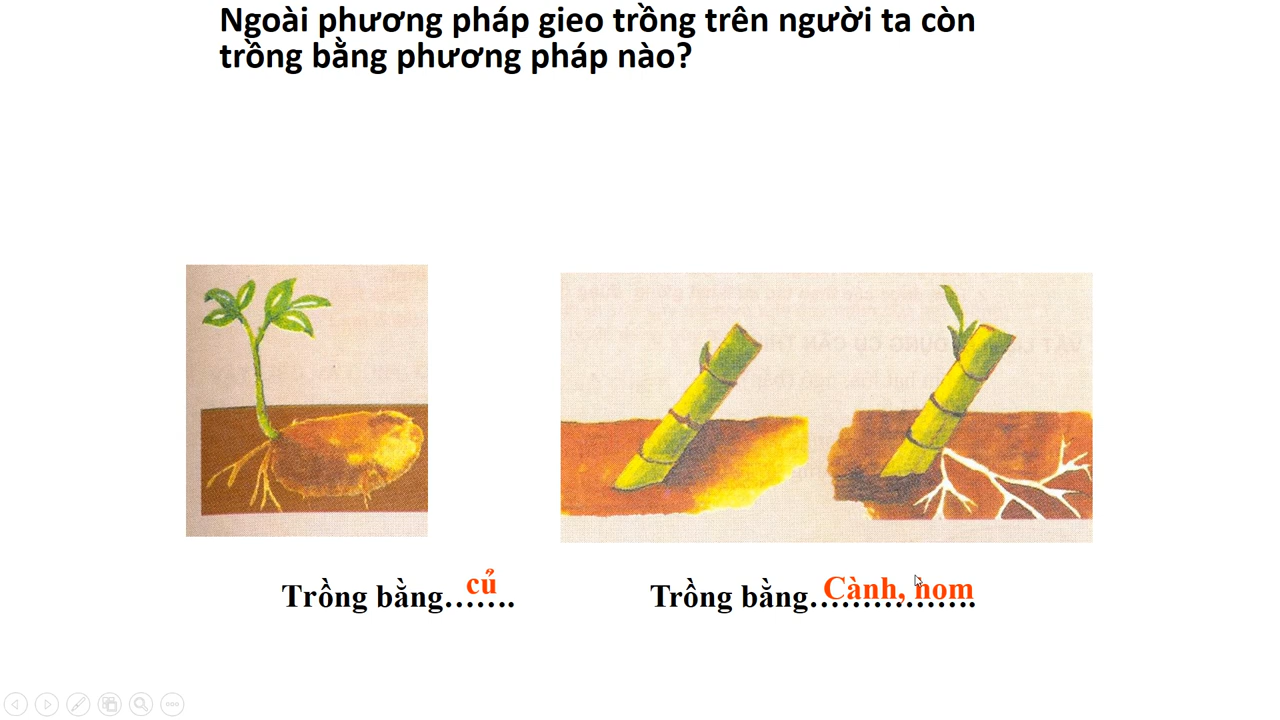 Ngoài phương pháp gieo trồng trên người ta còn
trồng bằng phương pháp nào?
Trồng bằng....... củ
Trồng bằng................ Cành, hom